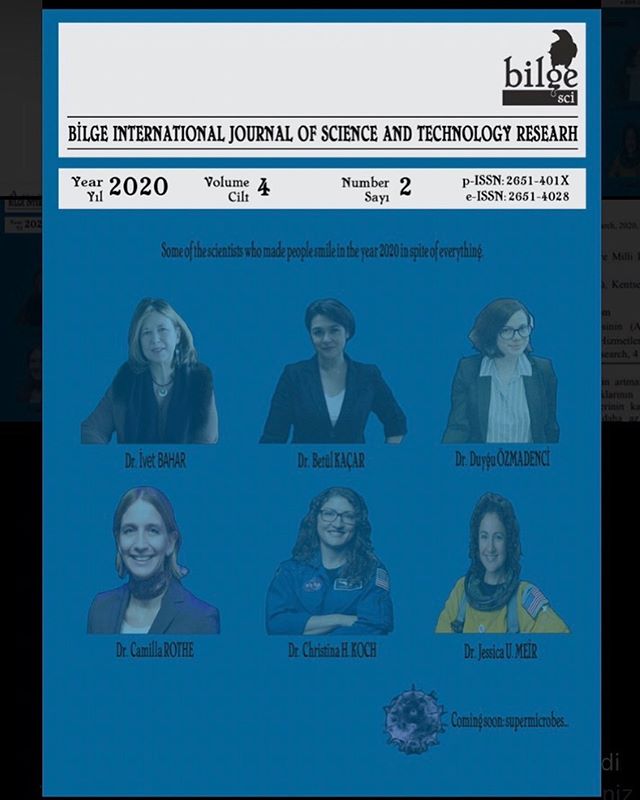 bilge
sci
BİLGE INTERNATIONAL JOURNAL OF SCIENCE AND TECHNOLOGY RESEARH
Year Yıl 2020 Volume Cilt 4 Number Sayı 2 p-ISSN: 2651-401X
e-ISSN: 2651-4028
Some of the scientists who made people smile in the year 2020 in spite of everything.
Dr. İvet BAHAR Dr. Betül KAÇAR Dr. Duygu ÖZMADENCİ
Dr. Camilla ROTHE Dr. Christina H. KOCH Dr. Jessica U. MEİR
Coming soon: supermicrobes...